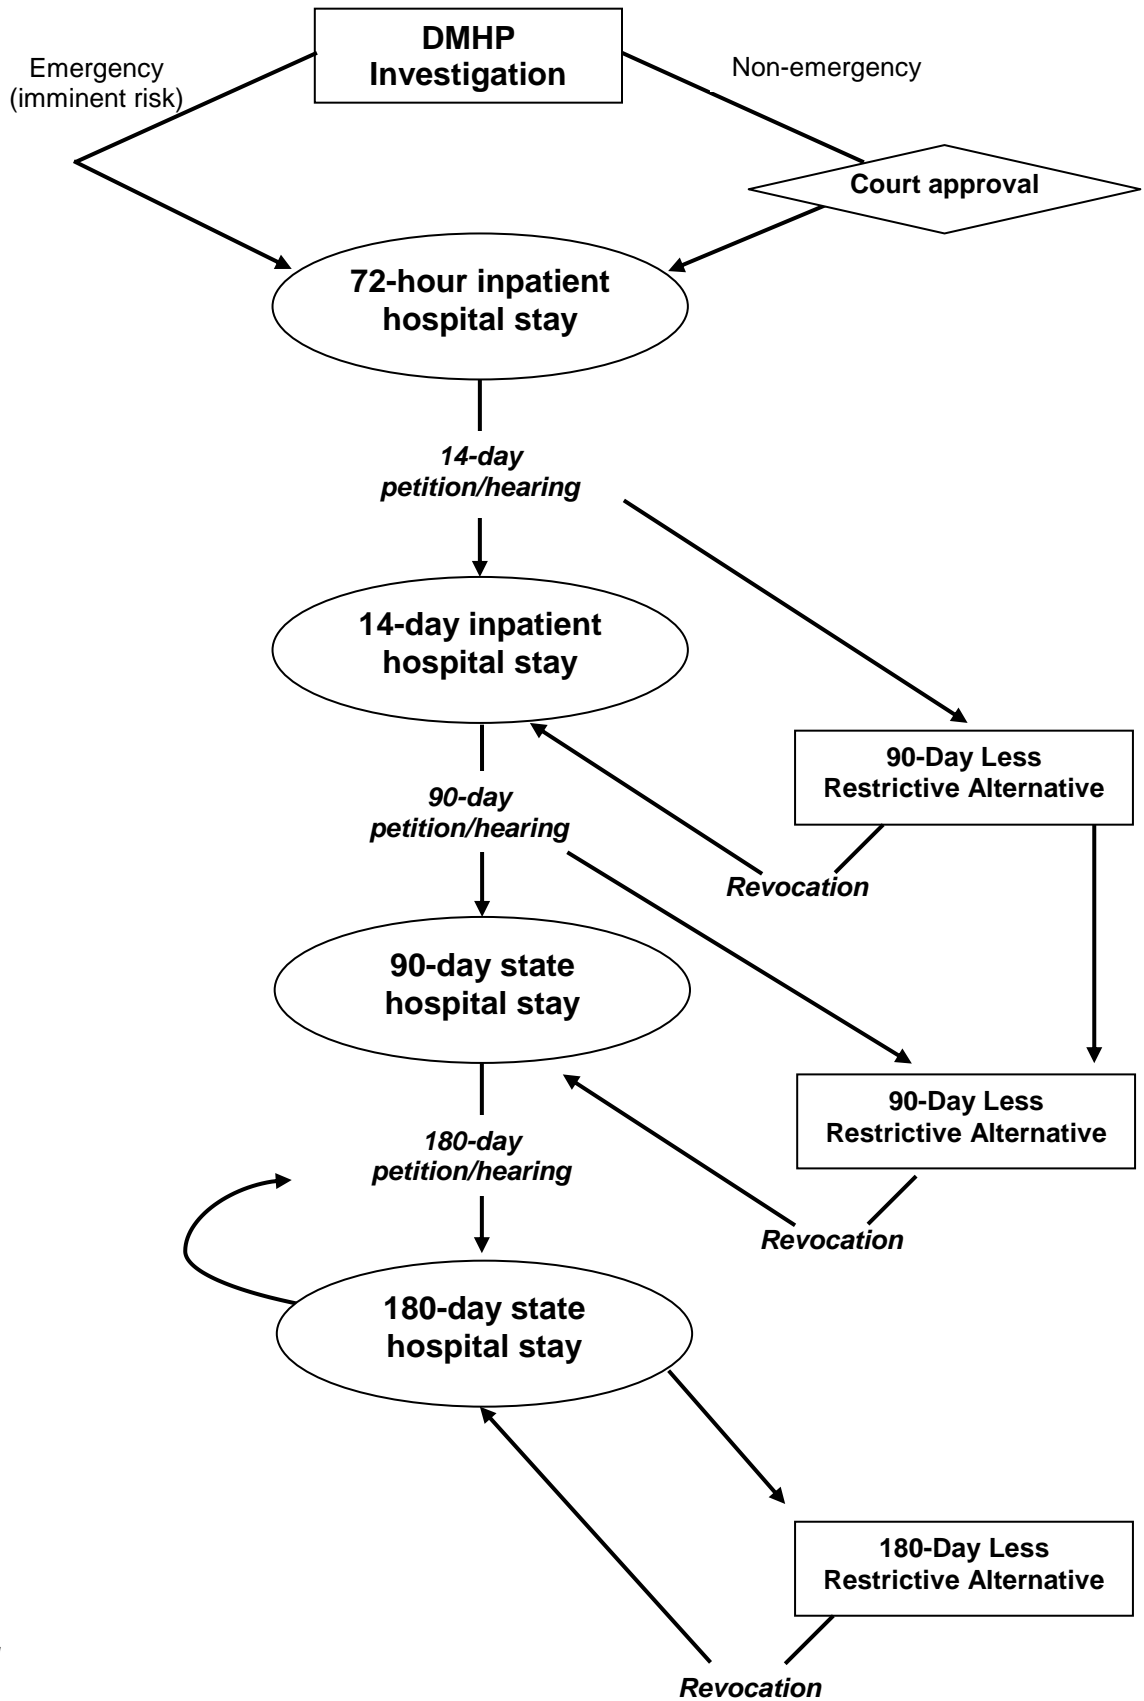 DMHP
Investigation
Emergency
(imminent risk)
Non-emergency
Court approval
72-hour inpatient
hospital stay
14-day
petition/hearing
14-day inpatient
hospital stay
90-Day Less
Restrictive Alternative
90-day
petition/hearing
Revocation
90-day state
hospital stay
90-Day Less
Restrictive Alternative
180-day
petition/hearing
Revocation
180-day state
hospital stay
180-Day Less
Restrictive Alternative
Revocation